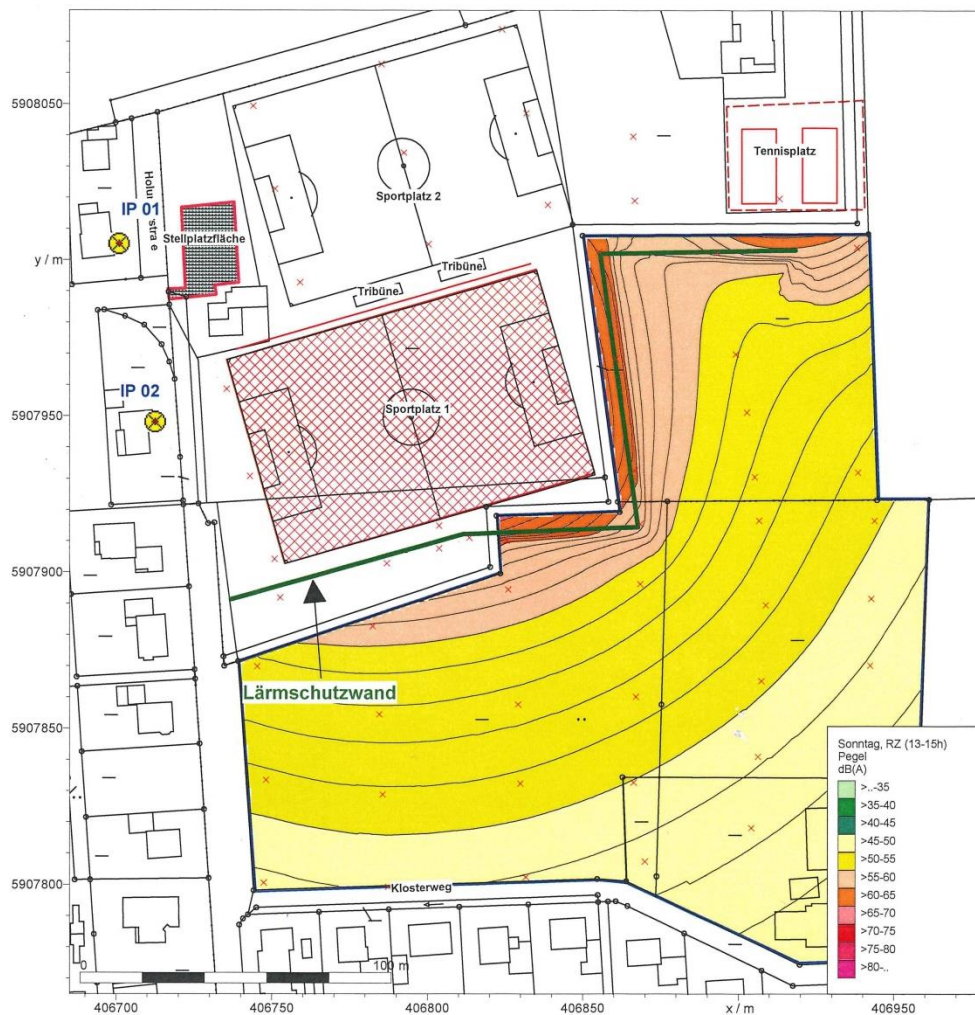 5908050
y / m
5907950
5907900
5907850
5907800
406700
406750
406800
406850
x / m
406950
IP 01
Stellplatzfläche
Sportplatz 2
Tennisplatz
Tribüne
Tribüne
IP 02
Sportplatz 1
Lärmschutzwand
Klosterweg
0
100 m
Sonntag, RZ (13-15h)
Pegel
dB(A)
>..-35
>35-40
>40-45
>45-50
>50-55
>55-60
>60-65
>65-70
>70-75
>75-80
>80-..